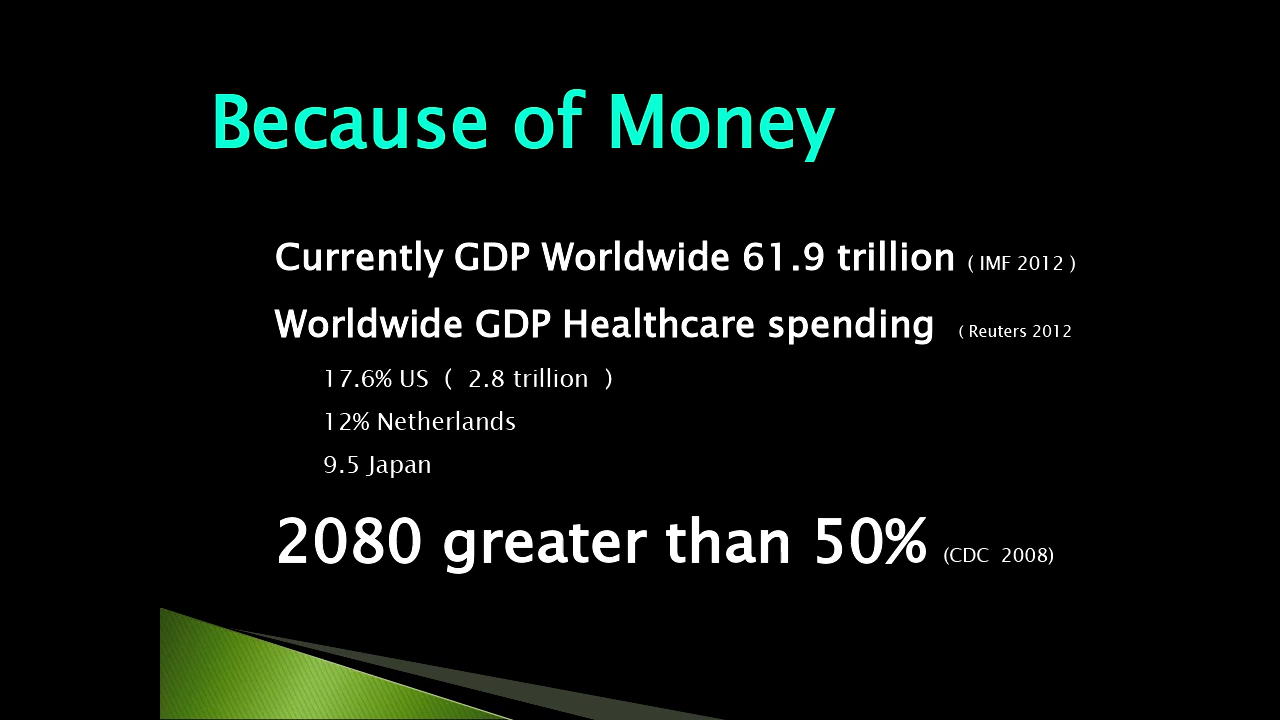 Because of Money
Currently GDP Worldwide 61.9 trillion ( IMF 2012 )
Worldwide GDP Healthcare spending ( Reuters 2012
17.6% US ( 2.8 trillion )
12% Netherlands
9.5 Japan
2080 greater than 50% (CDC 2008)